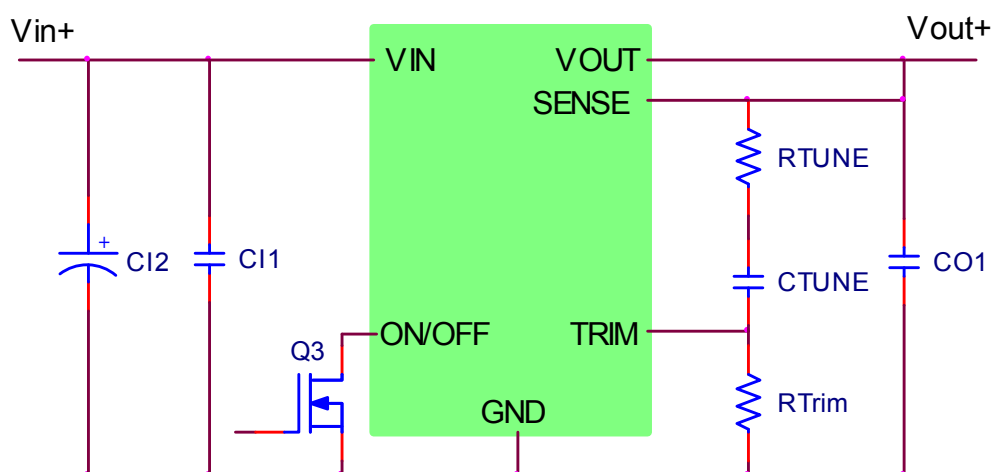 Vin+
Vout+
VIN
VOUT
SENSE
RTUNE
+
CI2
CI1
CTUNE
CO1
ON/OFF
TRIM
Q3
RTrim
GND